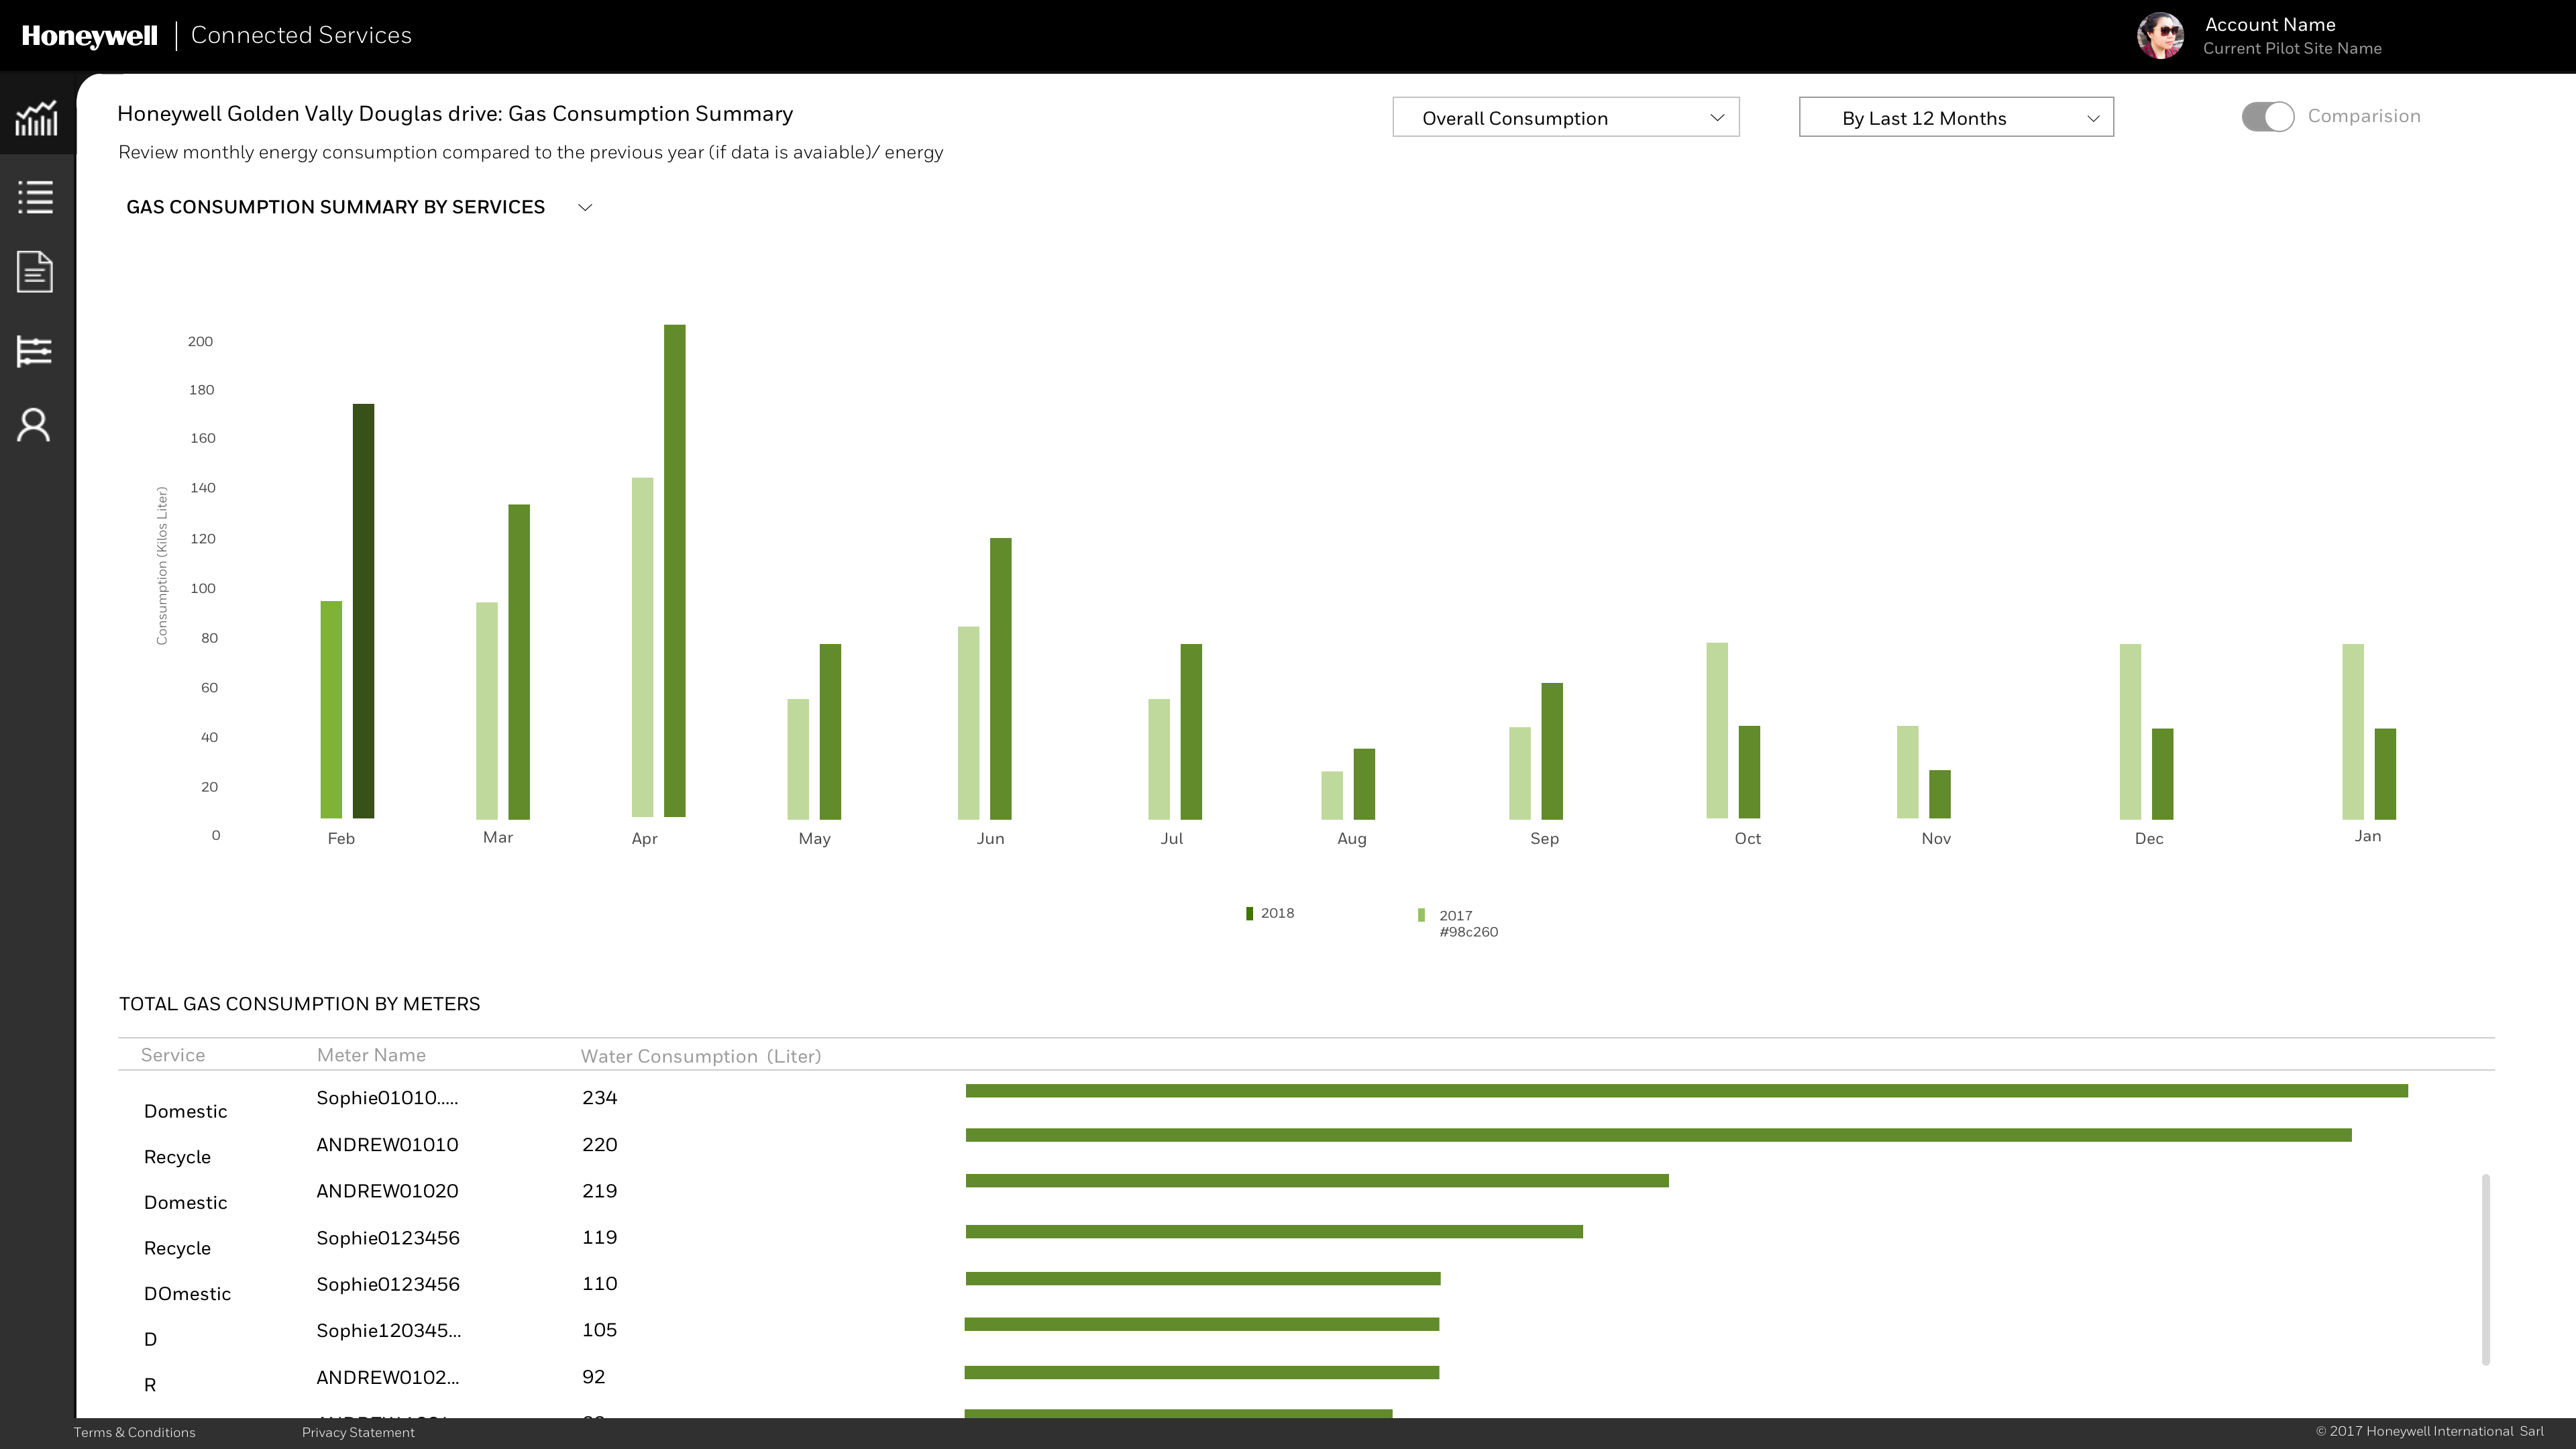 Honeywell | Connected Services
Account Name
Current Pilot Site Name
Honeywell Golden Vally Douglas drive: Gas Consumption Summary
Overall Consumption
By Last 12 Months
Comparision
Review monthly energy consumption compared to the previous year (if data is avaiable)/ energy
GAS CONSUMPTION SUMMARY BY SERVICES
Consumption (Kilos Liter)
200
180
160
140
120
100
80
60
40
20
0
Feb Mar Apr May Jun Jul Aug Sep Oct Nov Dec Jan
2018
2017
#98c260
TOTAL GAS CONSUMPTION BY METERS
Service Meter Name Water Consumption (Liter)
Domestic Sophie01010..... 234
Recycle ANDREW01010 220
Domestic ANDREW01020 219
Recycle Sophie0123456 119
DOmestic Sophie0123456 110
D Sophie120345... 105
R ANDREW0102... 92
Terms & Conditions
Privacy Statement
© 2017 Honeywell International Sarl